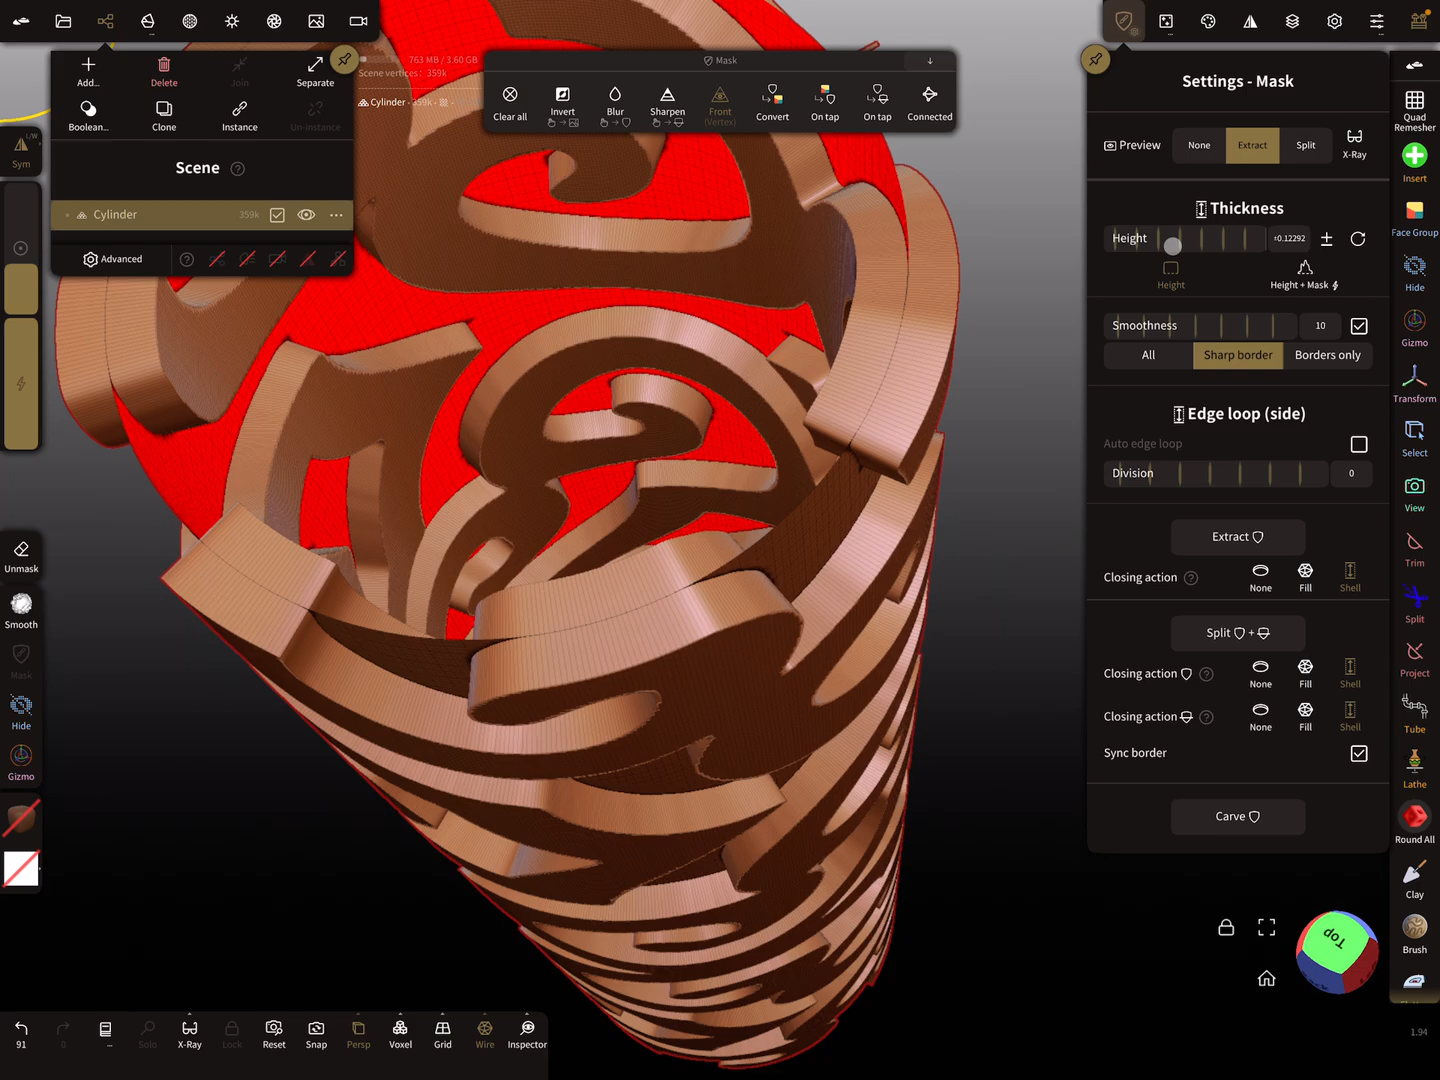 Add...
Delete
Join
Separate
Boolean...
Clone
Instance
Un-instance
Scene
Cylinder
359k
Advanced
763 MB / 3.60 GB
Scene vertices: 359k
Cylinder · 359k ·
Mask
Clear all
Invert
Blur
Sharpen
Front
(Vertex)
Convert
On tap
On tap
Connected
Settings - Mask
Preview
None
Extract
Split
X-Ray
Thickness
Height
±0.12292
Height
Height + Mask
Smoothness
10
All
Sharp border
Borders only
Edge loop (side)
Auto edge loop
Division
0
Extract
Closing action
None
Fill
Shell
Split
+
Closing action
None
Fill
Shell
Closing action
None
Fill
Shell
Sync border
Carve
Quad
Remesher
Insert
Face Group
Hide
Gizmo
Transform
Select
View
Trim
Split
Project
Tube
Lathe
Round All
Clay
Brush
L/W
Sym
Unmask
Smooth
Mask
Hide
Gizmo
Top
91
0
...
Solo
X-Ray
Lock
Reset
Snap
Persp
Voxel
Grid
Wire
Inspector
1.94